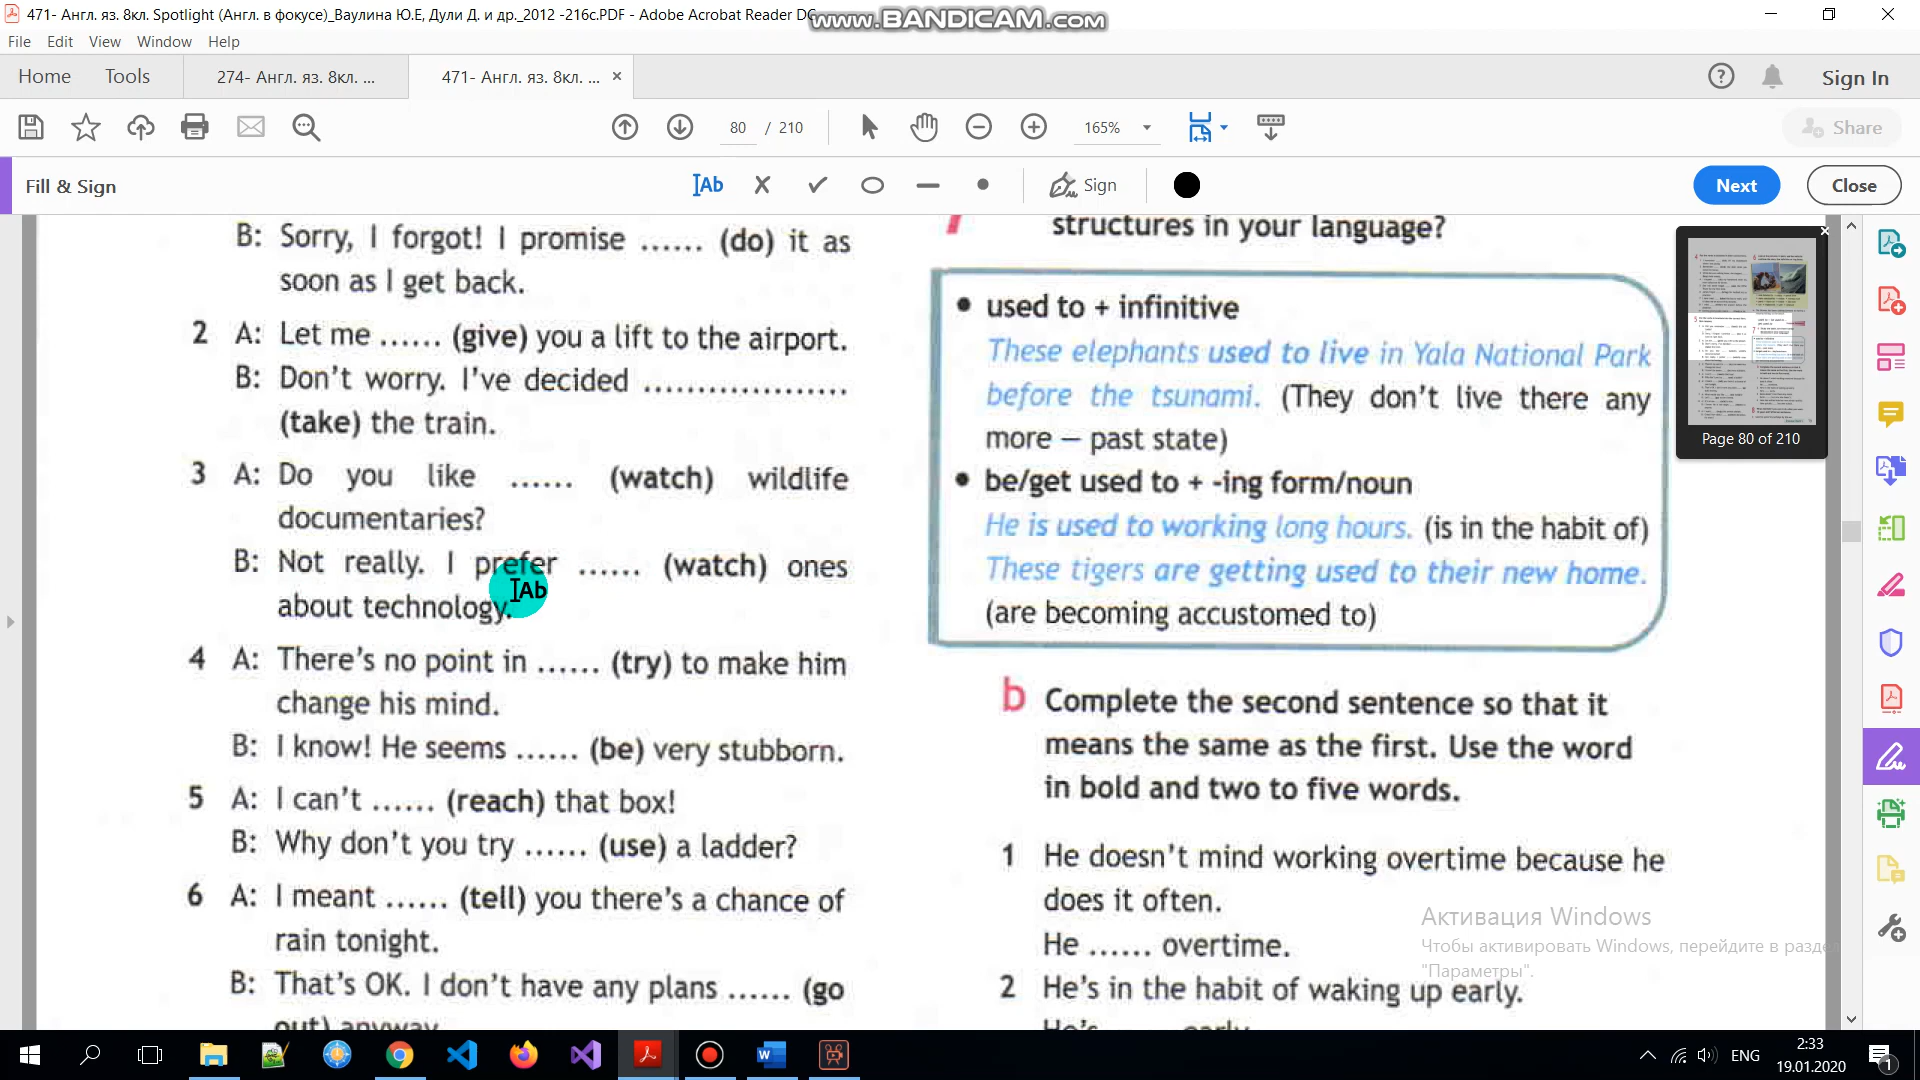 471- Англ. яз. 8кл. Spotlight (Англ. в фокусе)_Ваулина Ю.Е, Дули Д. и др._2012 -216с.PDF - Adobe Acrobat Reader DC
www.BANDICAM.com
File Edit View Window Help
Home Tools 274- Англ. яз. 8кл. ... 471- Англ. яз. 8кл. ... × Sign In
80 / 210 165% Share
Fill & Sign Ab Sign Next Close
B: Sorry, I forgot! I promise ...... (do) it as
soon as I get back.
2 A: Let me ...... (give) you a lift to the airport.
B: Don't worry. I've decided ....................
(take) the train.
3 A: Do you like ...... (watch) wildlife
documentaries?
B: Not really. I prefer ...... (watch) ones
about technology.
Ab
4 A: There's no point in ...... (try) to make him
change his mind.
B: I know! He seems ...... (be) very stubborn.
5 A: I can't ...... (reach) that box!
B: Why don't you try ...... (use) a ladder?
6 A: I meant ...... (tell) you there's a chance of
rain tonight.
B: That's OK. I don't have any plans ...... (go
out) anyway.
structures in your language?
• used to + infinitive
These elephants used to live in Yala National Park
before the tsunami. (They don't live there any
more – past state)
• be/get used to + -ing form/noun
He is used to working long hours. (is in the habit of)
These tigers are getting used to their new home.
(are becoming accustomed to)
b Complete the second sentence so that it
means the same as the first. Use the word
in bold and two to five words.
1 He doesn't mind working overtime because he
does it often.
He ...... overtime.
2 He's in the habit of waking up early.
He's ...... early.
Page 80 of 210
Активация Windows
Чтобы активировать Windows, перейдите в раздел
"Параметры".
ENG
2:33
19.01.2020
1